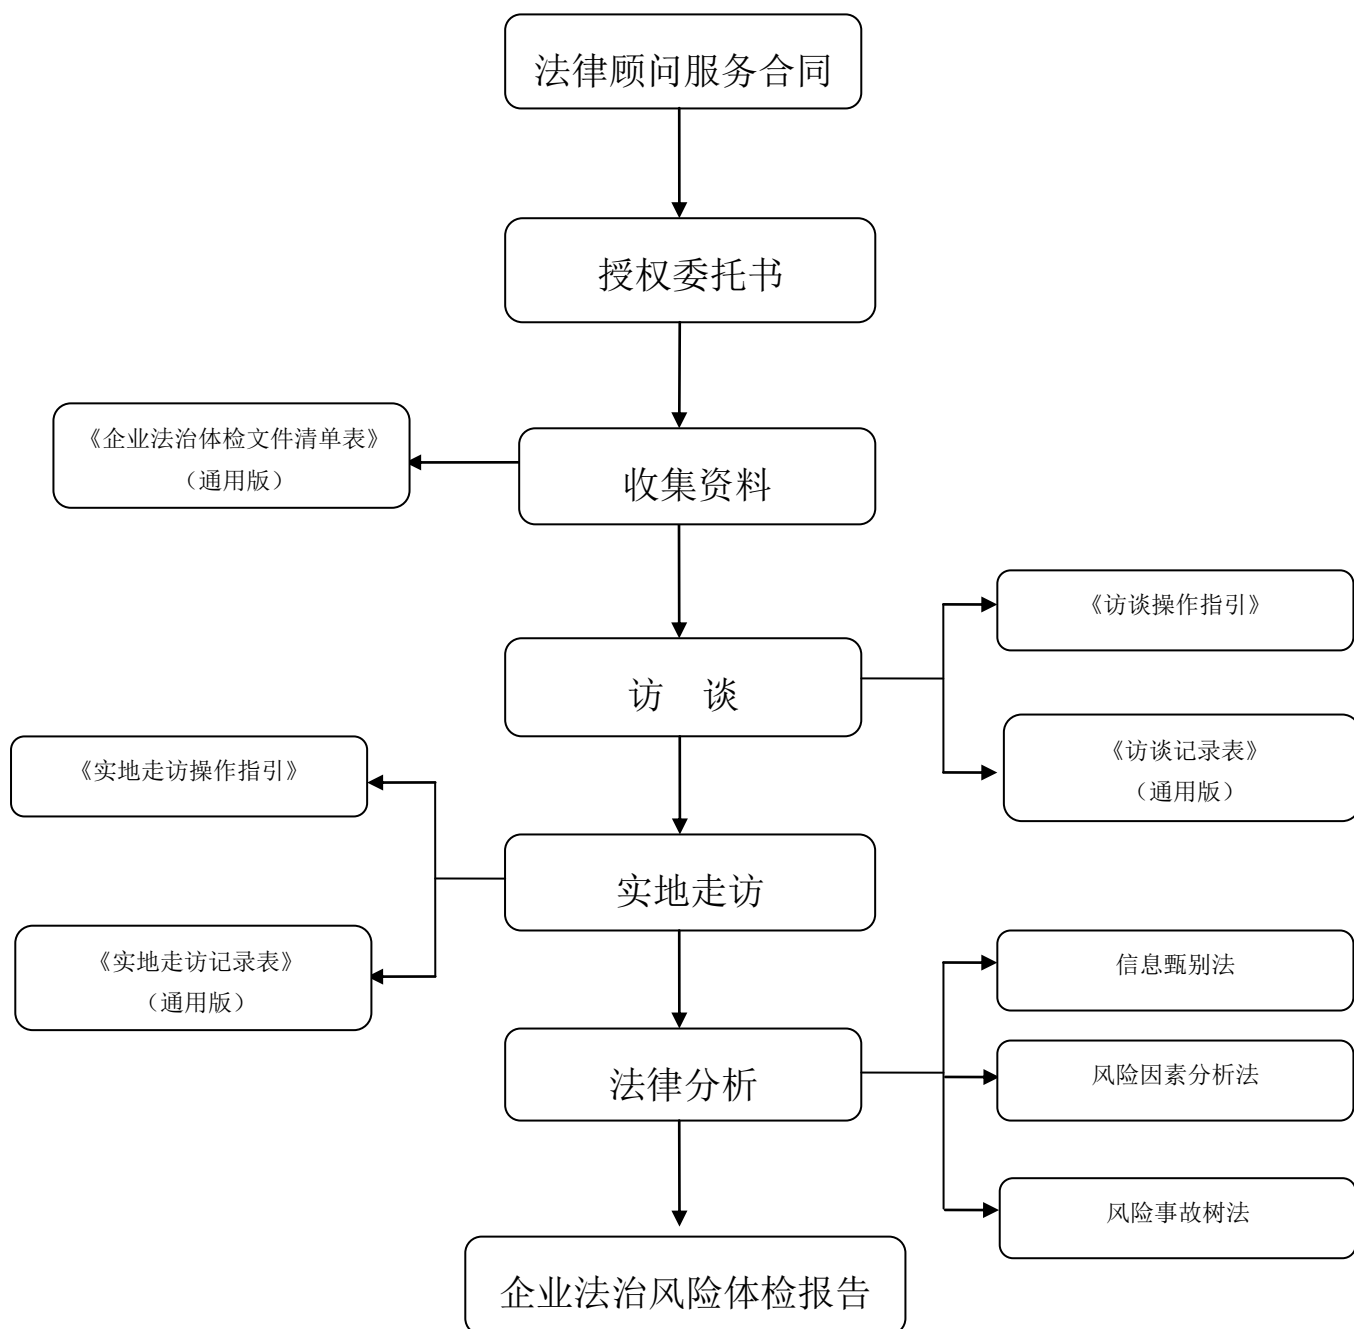 法律顾问服务合同
授权委托书
《企业法治体检文件清单表》
（通用版）
收集资料
《访谈操作指引》
访 谈
《访谈记录表》
（通用版）
《实地走访操作指引》
实地走访
《实地走访记录表》
（通用版）
信息甄别法
法律分析
风险因素分析法
风险事故树法
企业法治风险体检报告